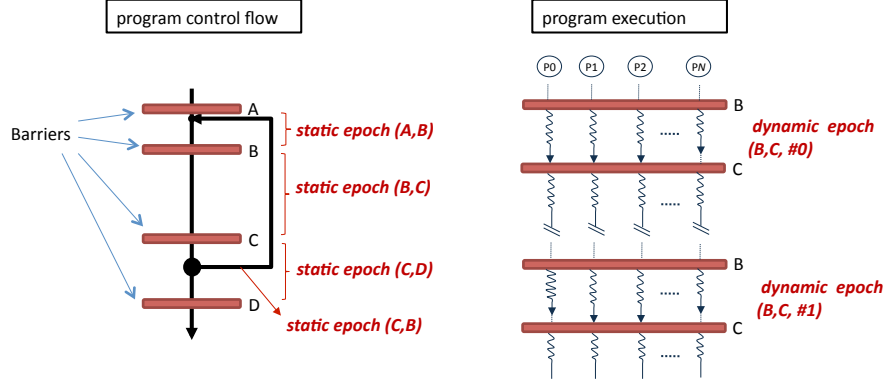 program control flow
program execution
P0 P1 P2 PN
A
static epoch (A,B)
Barriers
B
static epoch (B,C)
C
static epoch (C,D)
D
static epoch (C,B)
B
.....
dynamic epoch
(B,C, #0)
C
.....
B
.....
dynamic epoch
(B,C, #1)
C
.....